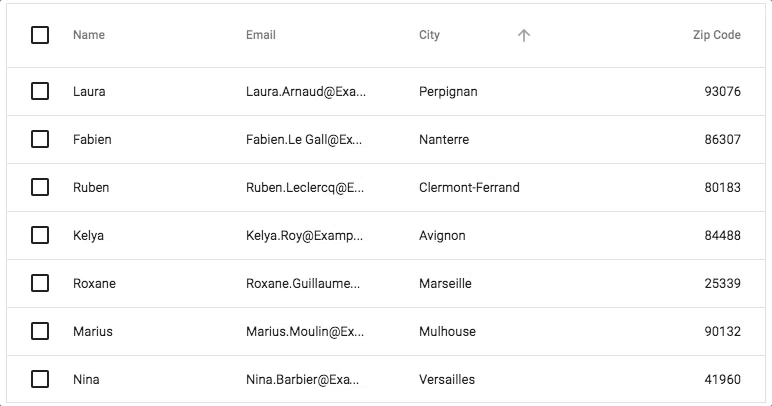 Name Email City Zip Code
Laura Laura.Arnaud@Exa... Perpignan 93076
Fabien Fabien.Le Gall@Ex... Nanterre 86307
Ruben Ruben.Leclercq@E... Clermont-Ferrand 80183
Kelya Kelya.Roy@Examp... Avignon 84488
Roxane Roxane.Guillaume... Marseille 25339
Marius Marius.Moulin@Ex... Mulhouse 90132
Nina Nina.Barbier@Exa... Versailles 41960